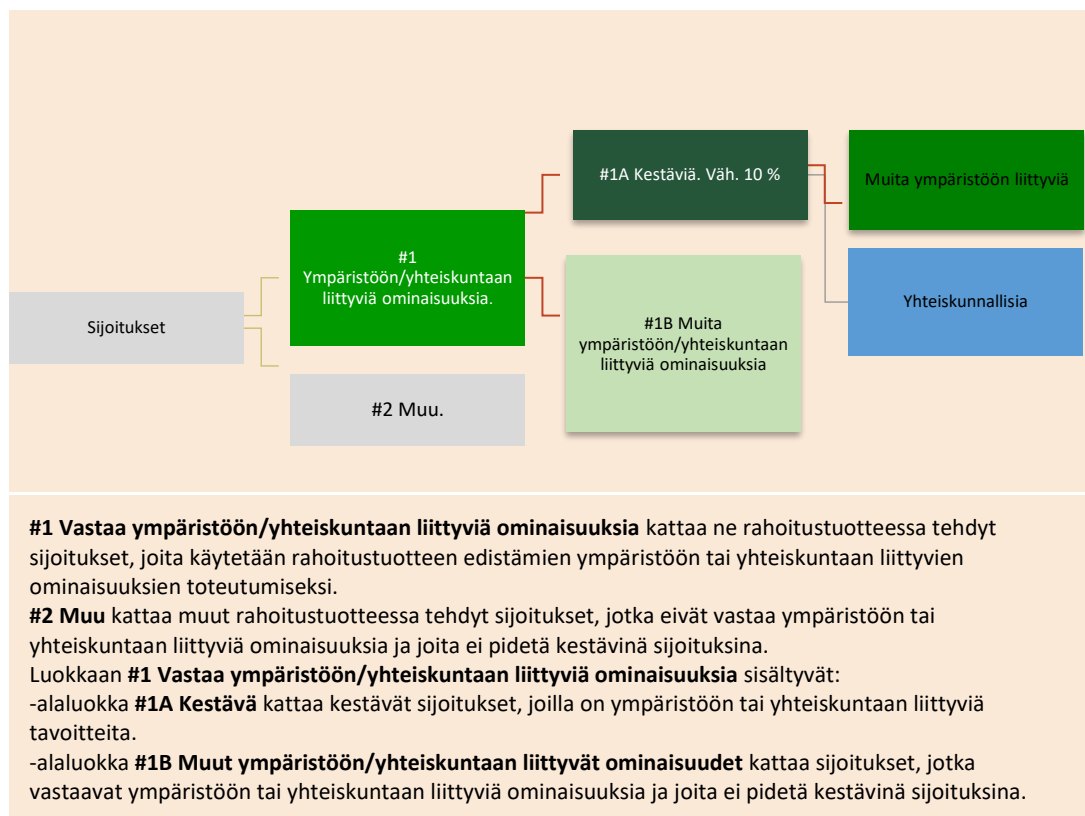 Sijoitukset
#1
Ympäristöön/yhteiskuntaan
liittyviä ominaisuuksia.
#2 Muu.
#1A Kestäviä. Väh. 10 %
#1B Muita
ympäristöön/yhteiskuntaan
liittyviä ominaisuuksia
Muita ympäristöön liittyviä
Yhteiskunnallisia
#1 Vastaa ympäristöön/yhteiskuntaan liittyviä ominaisuuksia kattaa ne rahoitustuotteessa tehdyt
sijoitukset, joita käytetään rahoitustuotteen edistämien ympäristöön tai yhteiskuntaan liittyvien
ominaisuuksien toteutumiseksi.
#2 Muu kattaa muut rahoitustuotteessa tehdyt sijoitukset, jotka eivät vastaa ympäristöön tai
yhteiskuntaan liittyviä ominaisuuksia ja joita ei pidetä kestävinä sijoituksina.
Luokkaan #1 Vastaa ympäristöön/yhteiskuntaan liittyviä ominaisuuksia sisältyvät:
-alaluokka #1A Kestävä kattaa kestävät sijoitukset, joilla on ympäristöön tai yhteiskuntaan liittyviä
tavoitteita.
-alaluokka #1B Muut ympäristöön/yhteiskuntaan liittyvät ominaisuudet kattaa sijoitukset, jotka
vastaavat ympäristöön tai yhteiskuntaan liittyviä ominaisuuksia ja joita ei pidetä kestävinä sijoituksina.